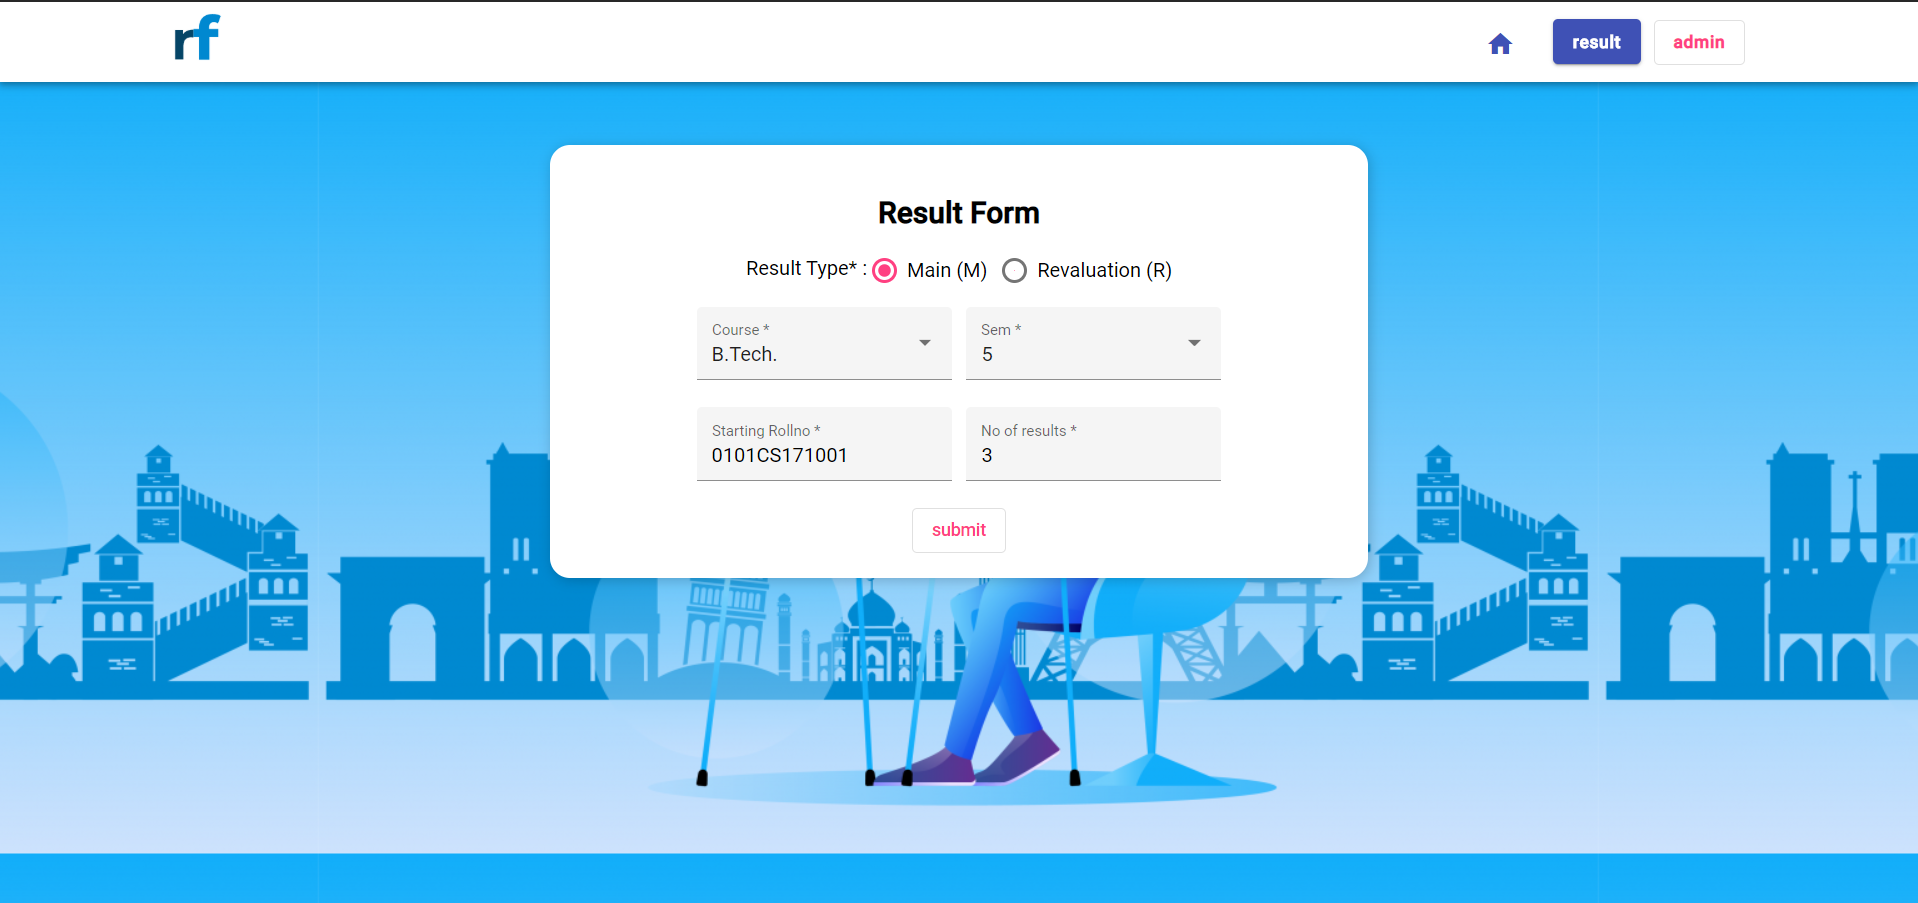 rf
result
admin
Result Form
Result Type* : Main (M) Revaluation (R)
Course * Sem *
B.Tech. 5
Starting Rollno * No of results *
0101CS171001 3
submit